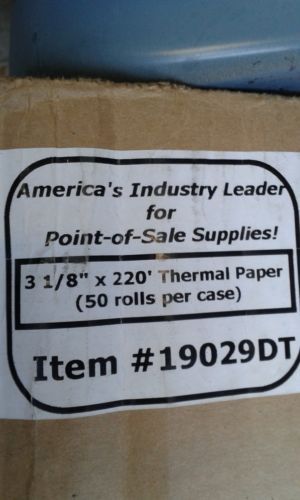 America's Industry Leader
for
Point-of-Sale Supplies!
3 1/8" x 220' Thermal Paper
(50 rolls per case)
Item #19029DT